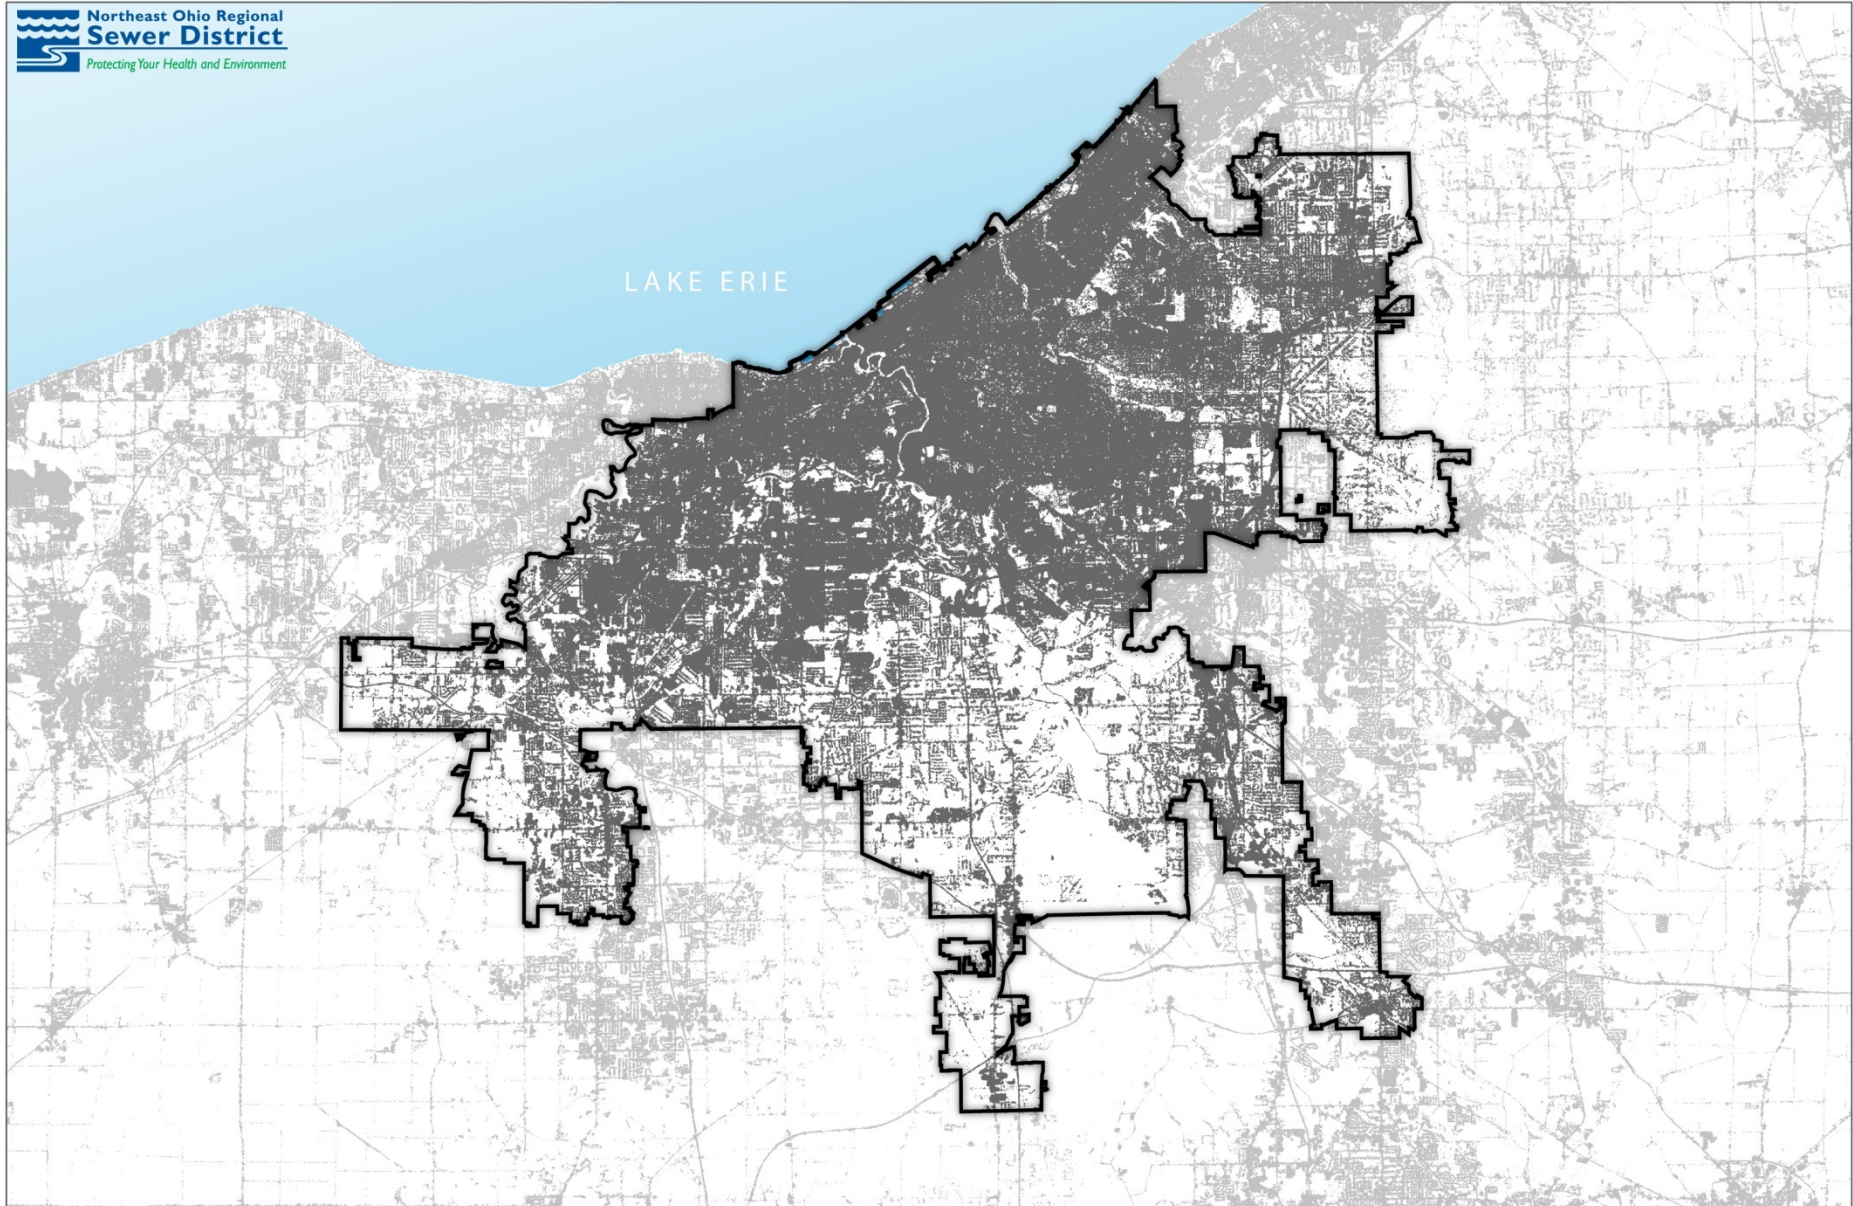 Northeast Ohio Regional
Sewer District
Protecting Your Health and Environment
LAKE ERIE